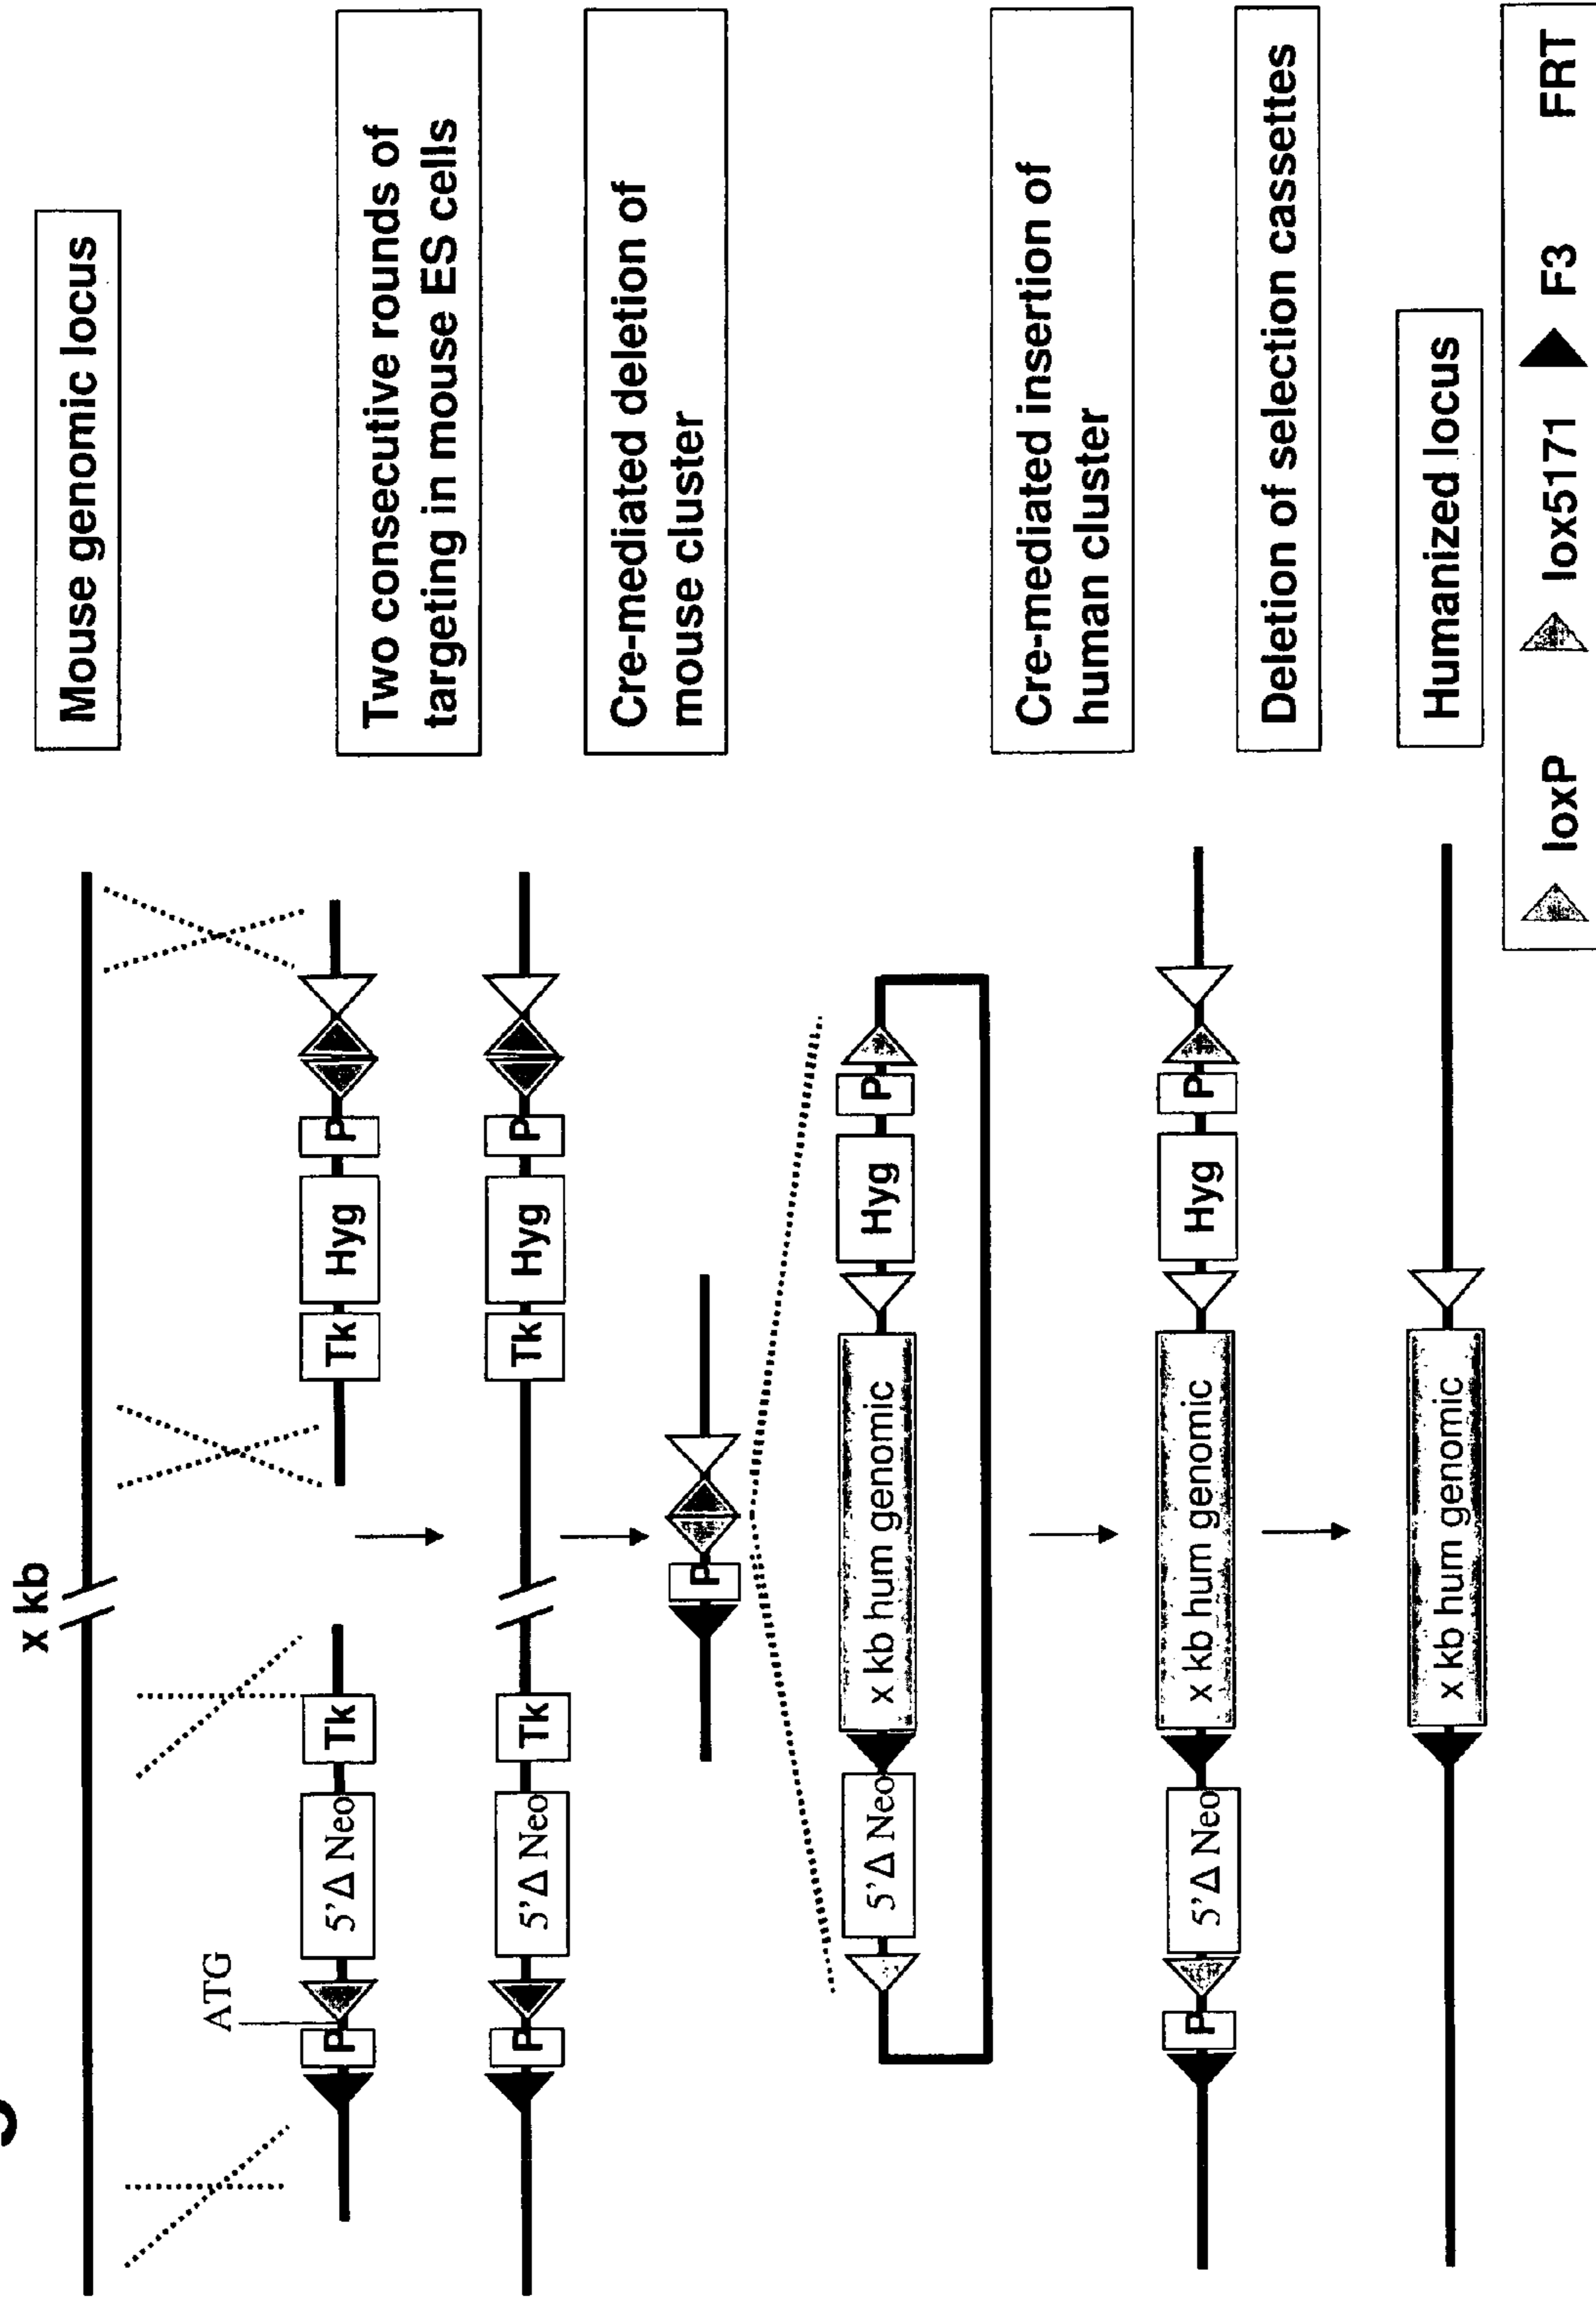 x kb
Mouse genomic locus
ATG
P 5'Δ Neo Tk
Tk Hyg P
Two consecutive rounds of
targeting in mouse ES cells
P 5'Δ Neo Tk
Tk Hyg P
Cre-mediated deletion of
mouse cluster
P
5'Δ Neo x kb hum genomic Hyg P
Cre-mediated insertion of
human cluster
P 5'Δ Neo x kb hum genomic Hyg P
Deletion of selection cassettes
x kb hum genomic
Humanized locus
loxP lox5171 F3 FRT